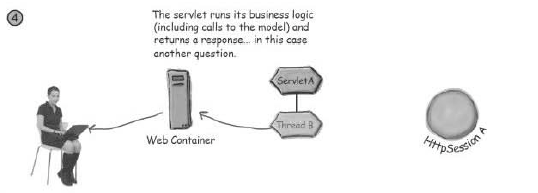 4
The servlet runs its business logic
(including calls to the model) and
returns a response... in this case
another question.
ServletA
Thread B
Web Container
HttpSession A